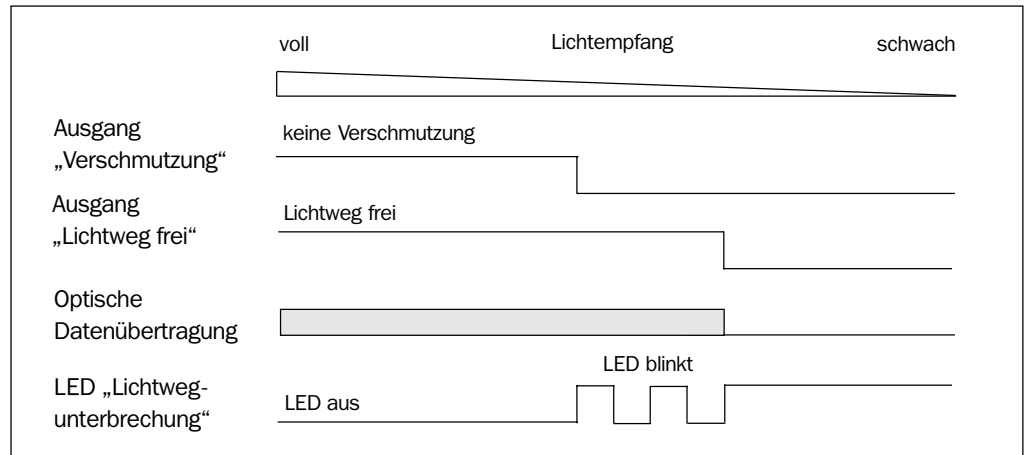 voll Lichtempfang schwach
Ausgang
„Verschmutzung“
keine Verschmutzung
Ausgang
„Lichtweg frei“
Lichtweg frei
Optische
Datenübertragung
LED blinkt
LED „Lichtweg-
unterbrechung“
LED aus